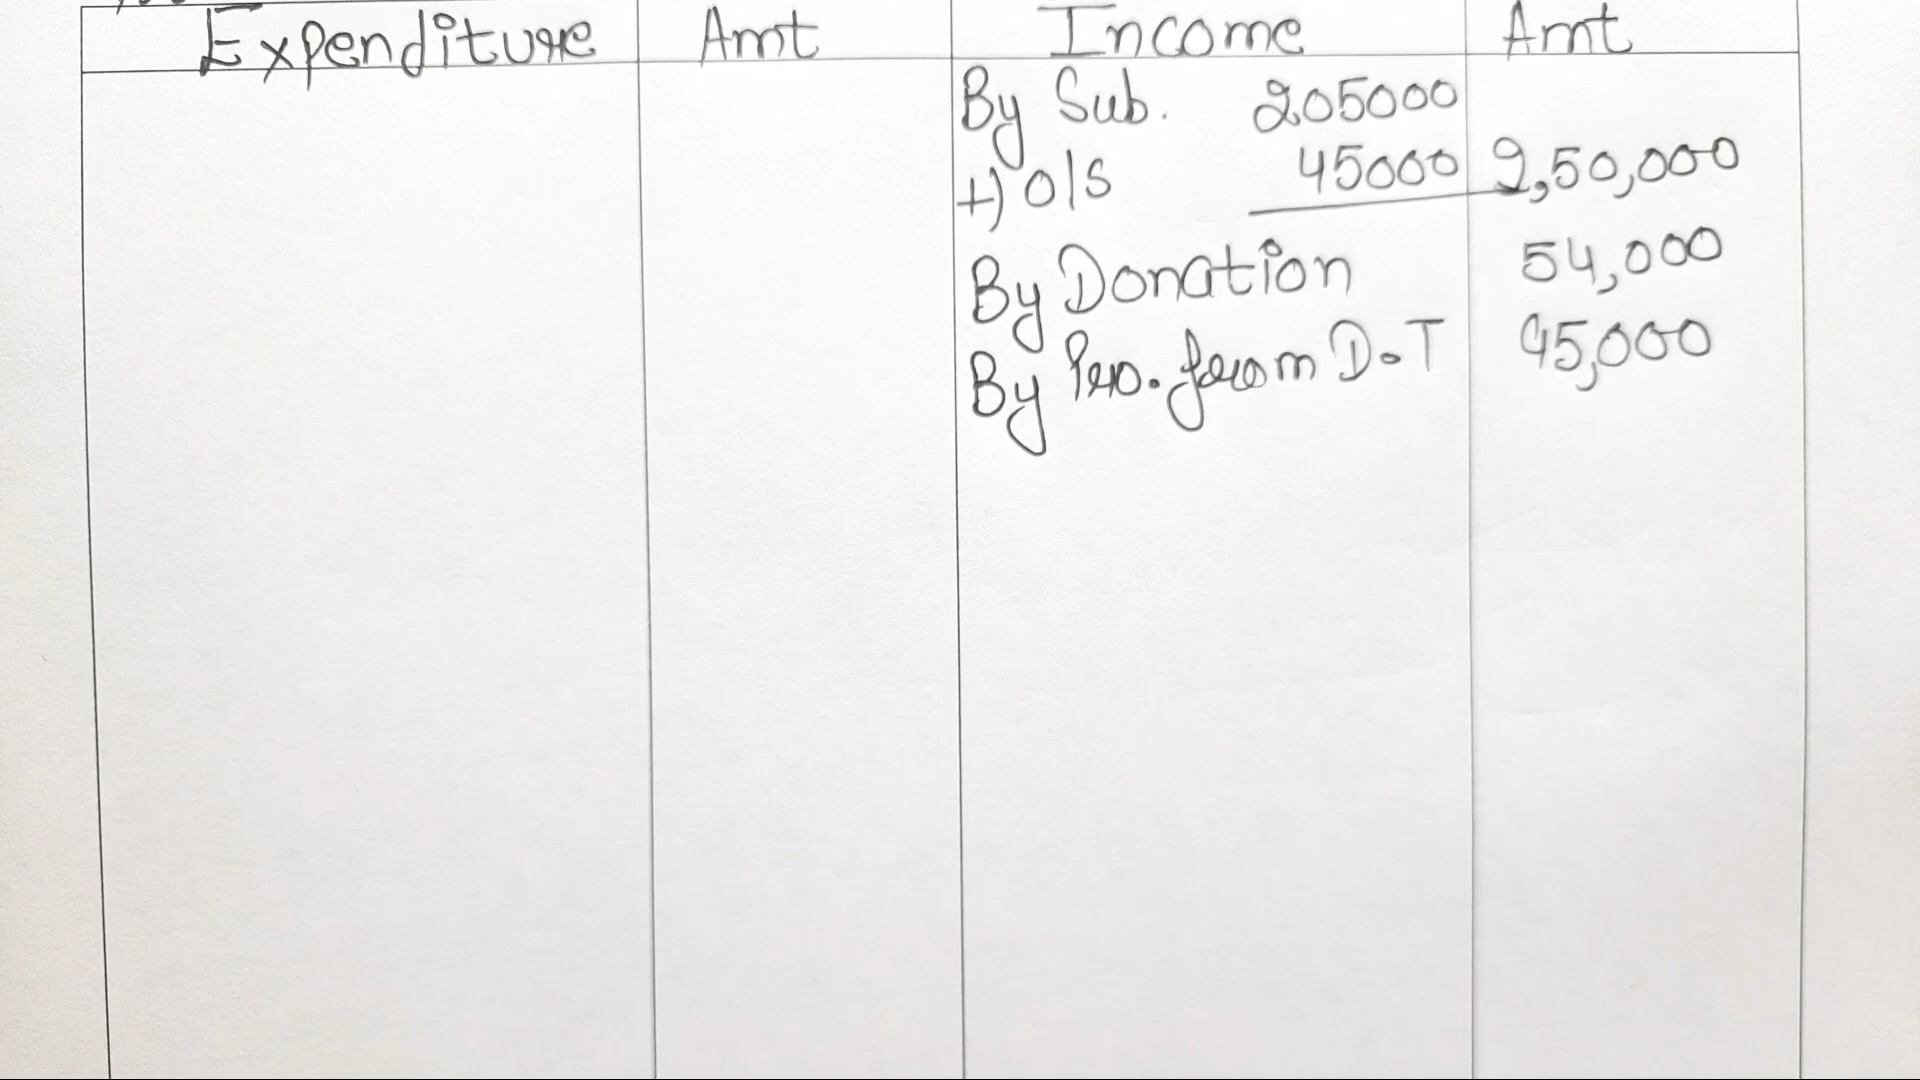 Expenditure Amt Income Amt
By Sub. 205000
+) O/S 45000 2,50,000
By Donation 54,000
By Pro. from D.T 95,000